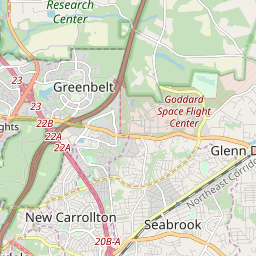 Research
Center
Greenbelt
23
Goddard
Space Flight
Center
23
22B
22A
22A
ghts
Glenn D
Northeast Corrido
New Carrollton
Seabrook
20B-A